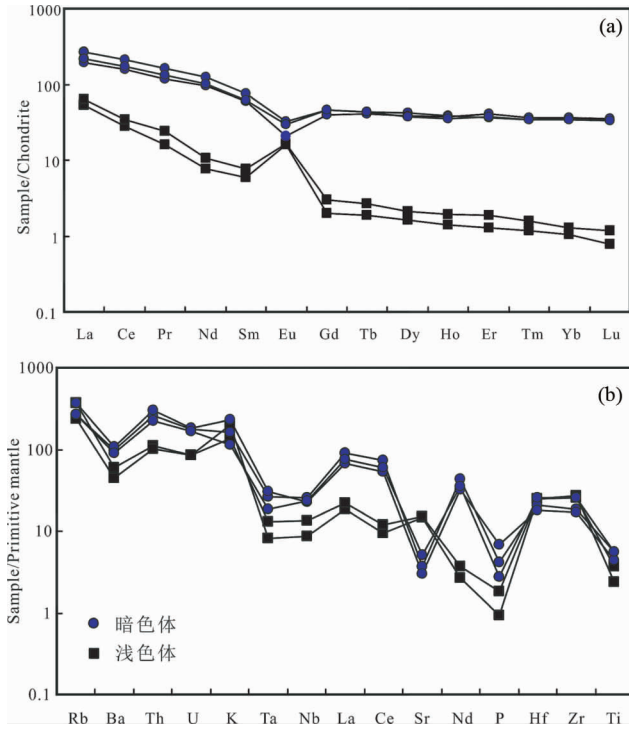 1000
(a)
100
10
1
0.1
Sample/Chondrite
La Ce Pr Nd Sm Eu Gd Tb Dy Ho Er Tm Yb Lu
1000
(b)
100
10
1
0.1
Sample/Primitive mantle
暗色体
浅色体
Rb Ba Th U K Ta Nb La Ce Sr Nd P Hf Zr Ti